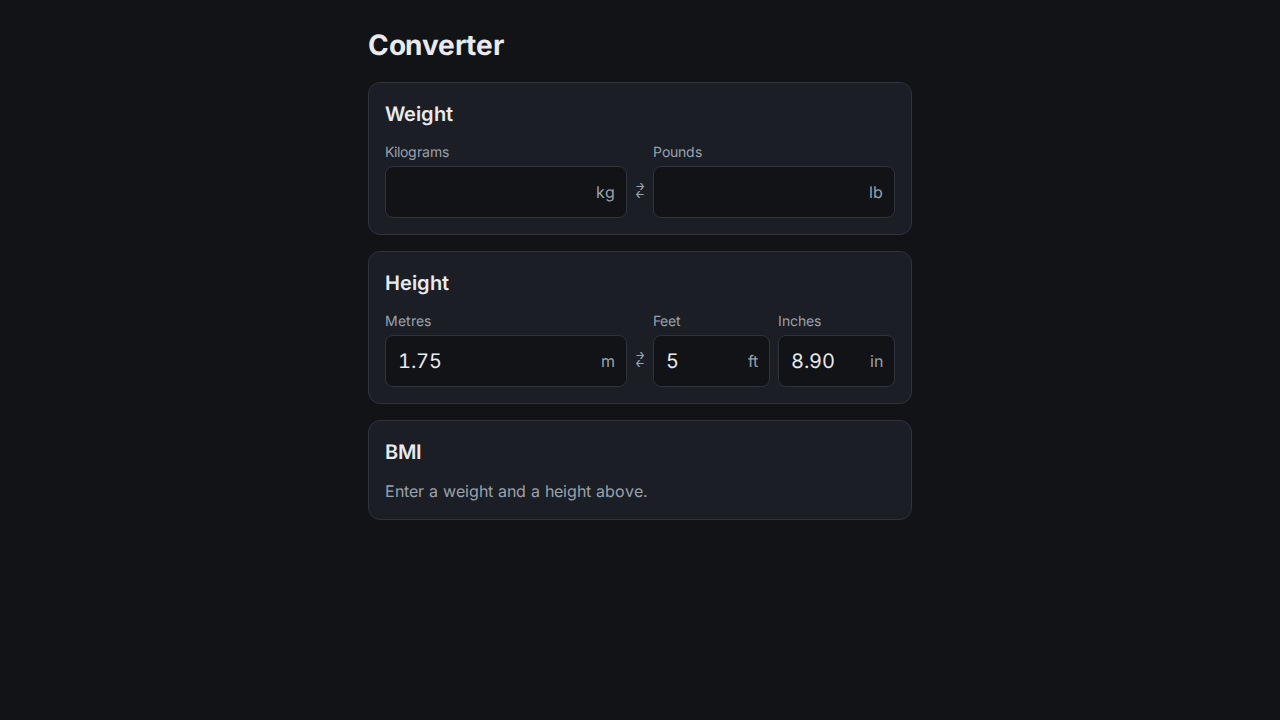 Converter
Weight
Kilograms Pounds
kg ⇄ lb
Height
Metres Feet Inches
1.75 m ⇄ 5 ft 8.90 in
BMI
Enter a weight and a height above.